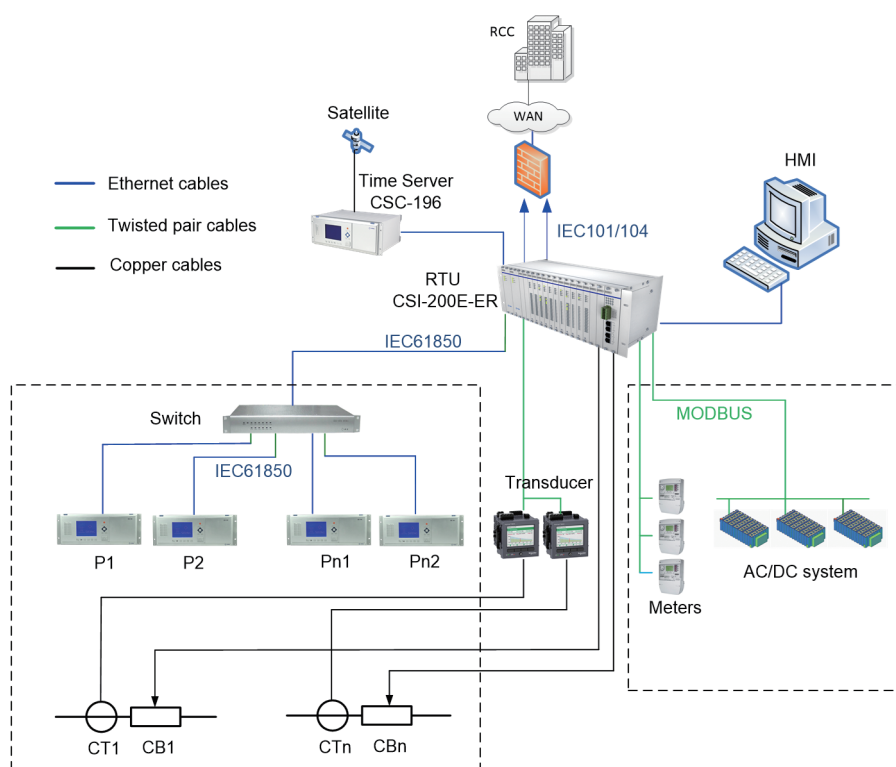 RCC
WAN
Satellite
Time Server
CSC-196
HMI
Ethernet cables
Twisted pair cables
Copper cables
IEC101/104
RTU
CSI-200E-ER
IEC61850
Switch
MODBUS
IEC61850
Transducer
P1
P2
Pn1
Pn2
AC/DC system
Meters
CT1
CB1
CTn
CBn